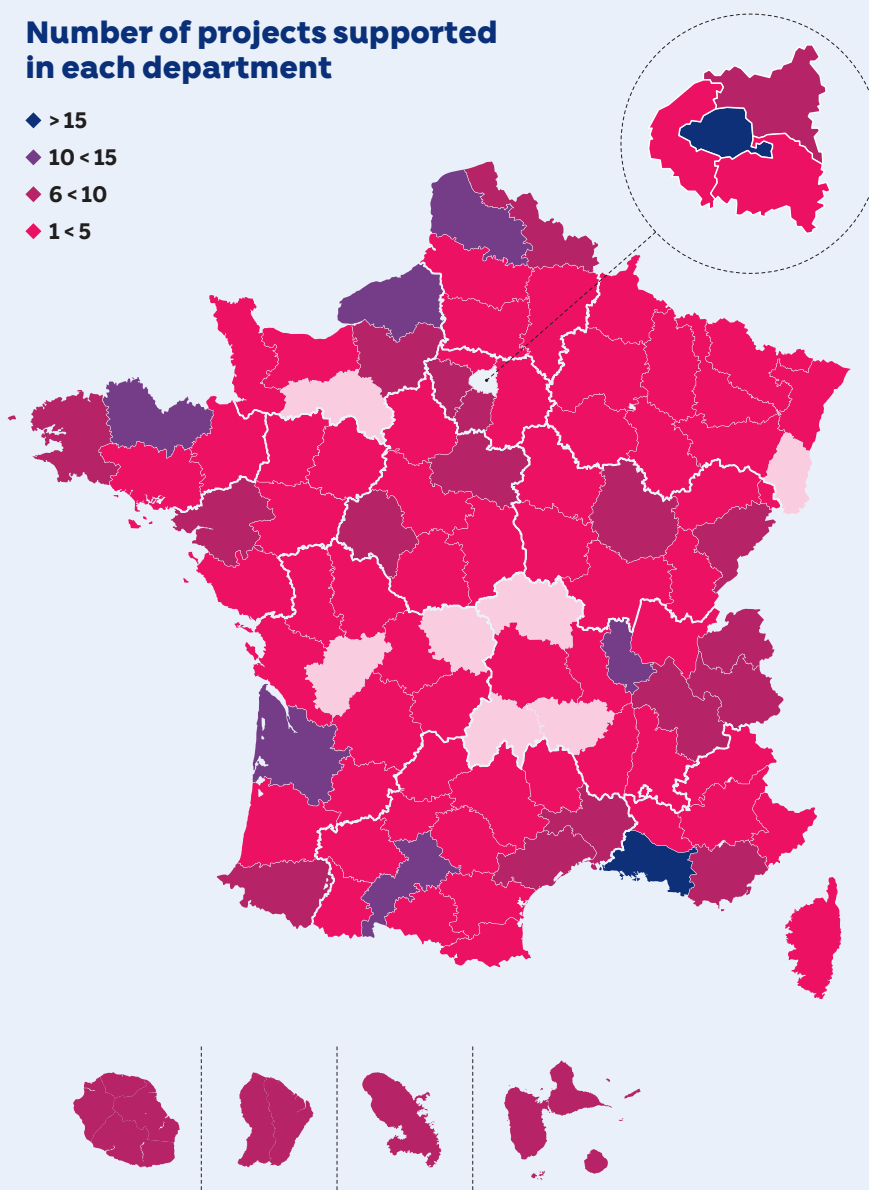 Number of projects supported
in each department
> 15
10 < 15
6 < 10
1 < 5